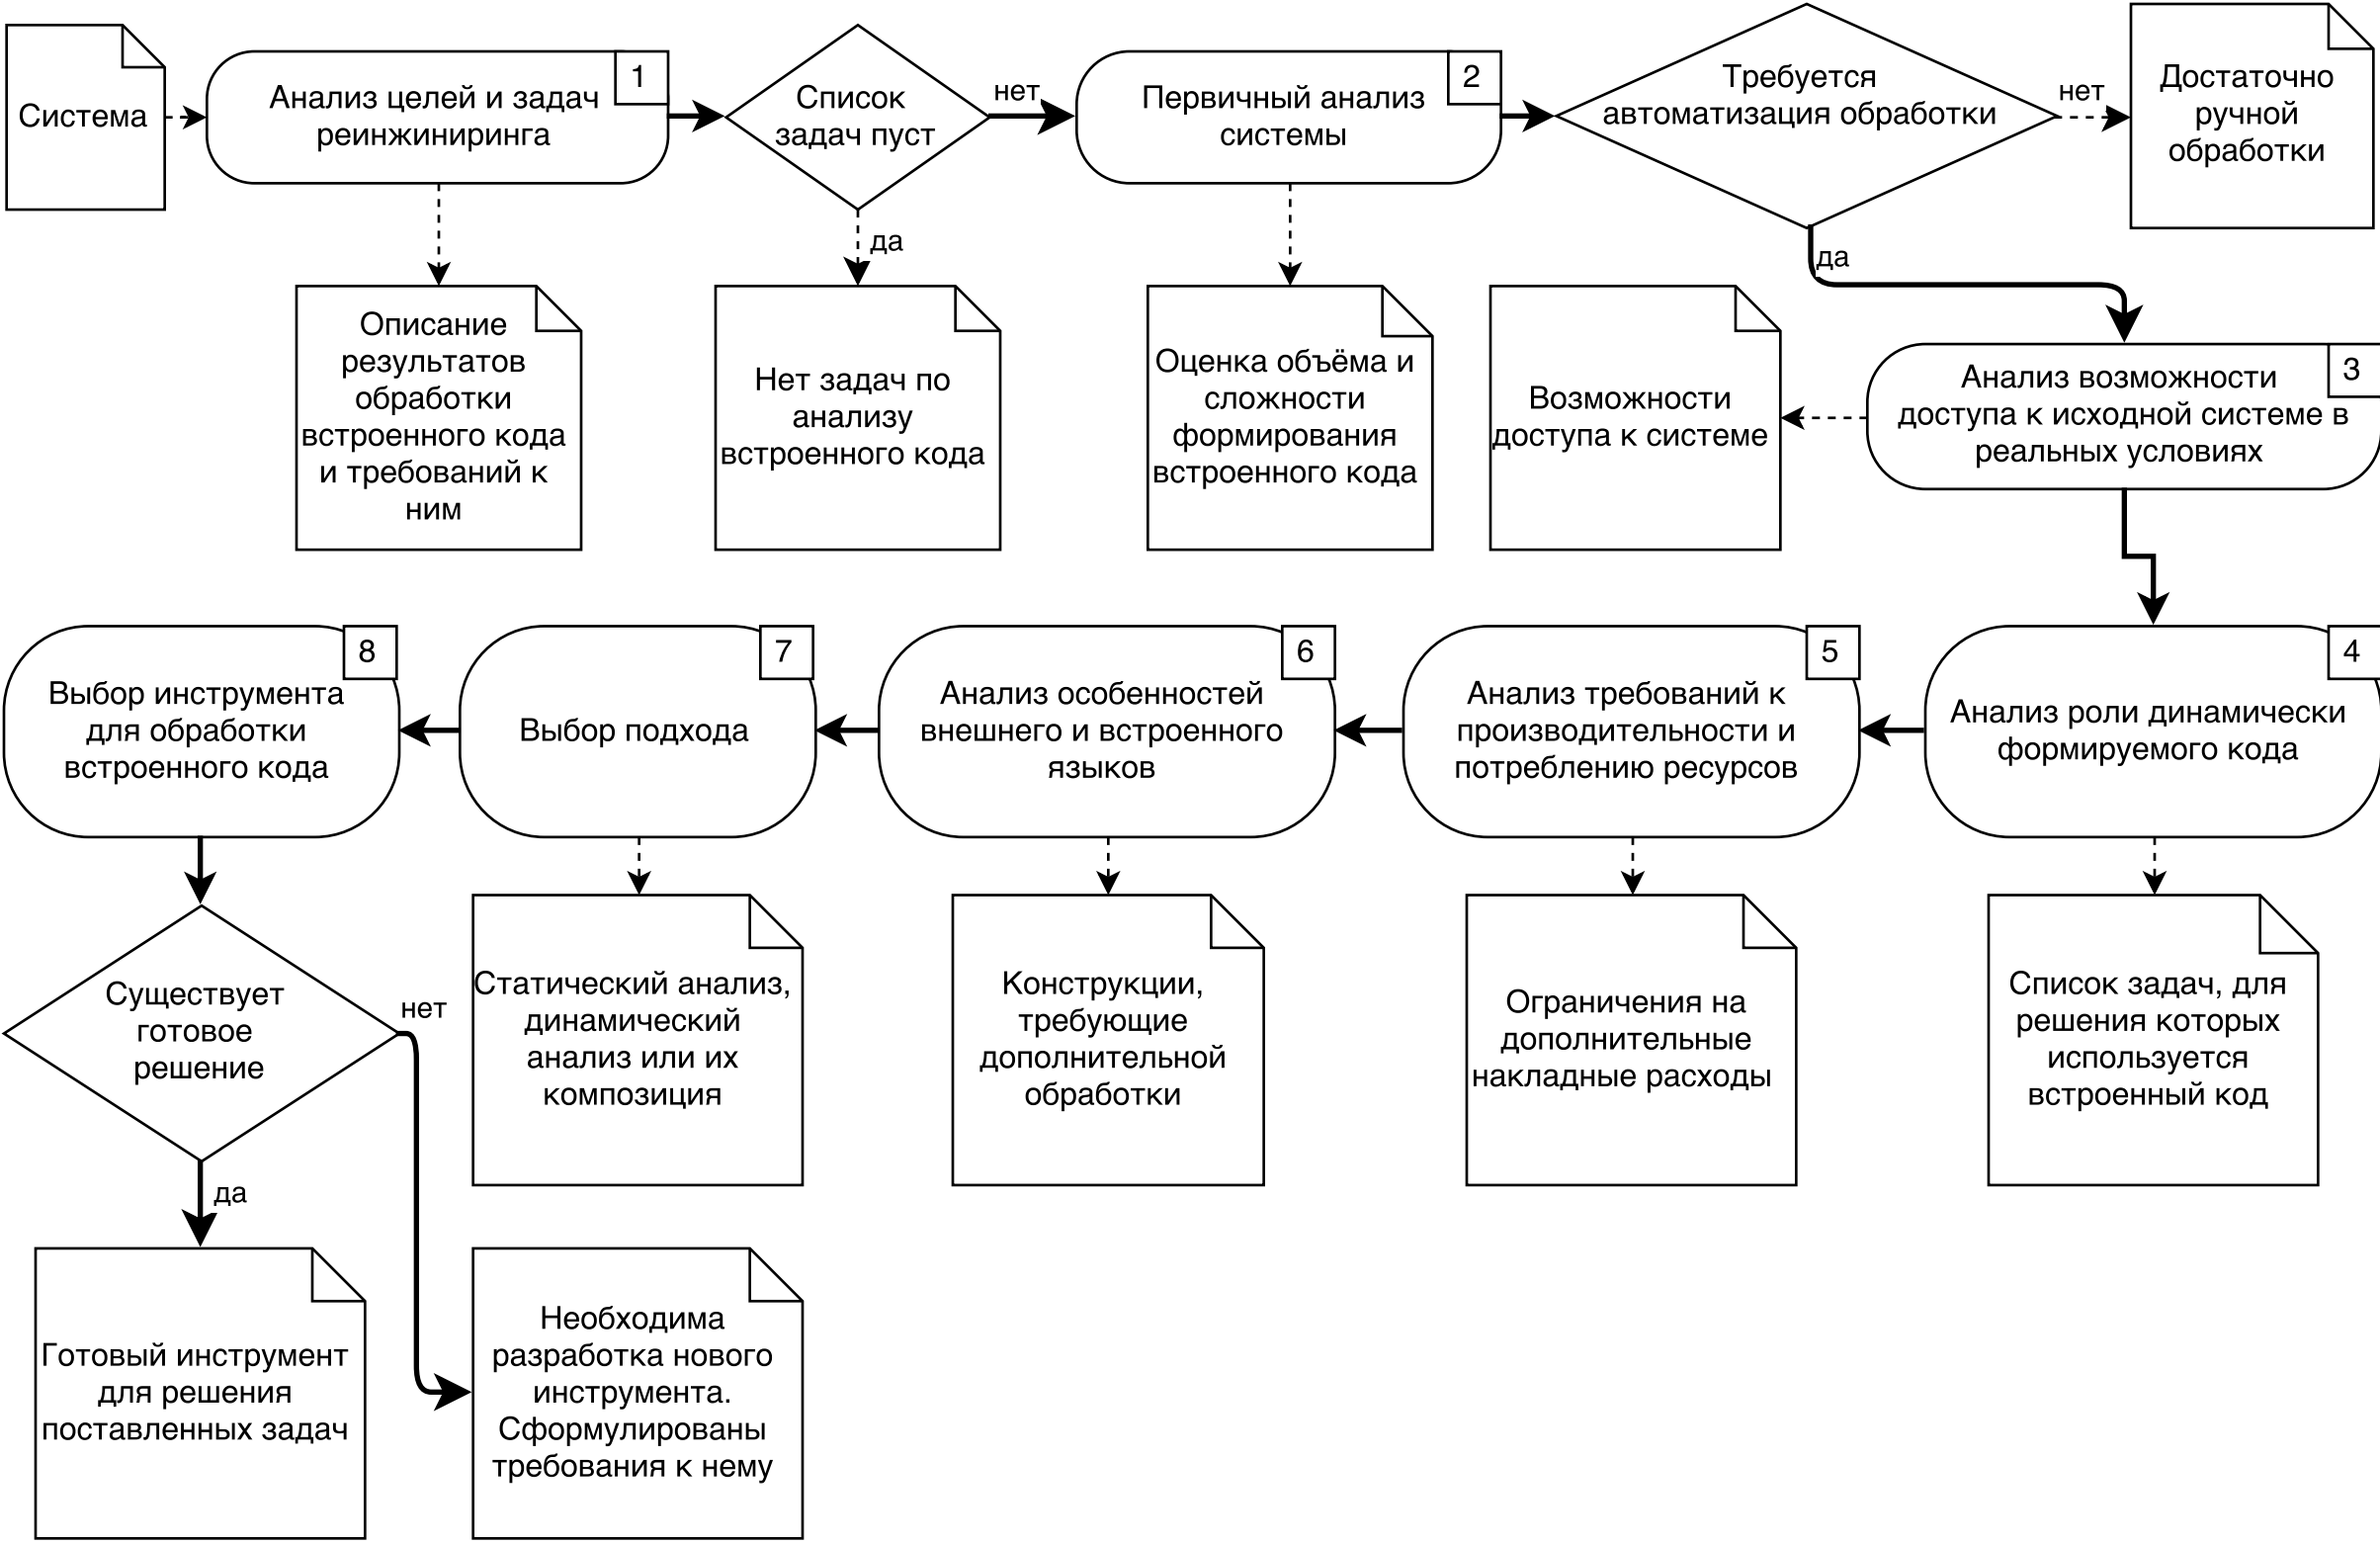 Система
Анализ целей и задач
реинжиниринга
1
Список
задач пуст
нет
да
Первичный анализ
системы
2
Требуется
автоматизация обработки
нет
да
Достаточно
ручной
обработки
Описание
результатов
обработки
встроенного кода
и требований к
ним
Нет задач по
анализу
встроенного кода
Оценка объёма и
сложности
формирования
встроенного кода
Возможности
доступа к системе
Анализ возможности
доступа к исходной системе в
реальных условиях
3
Выбор инструмента
для обработки
встроенного кода
8
Выбор подхода
7
Анализ особенностей
внешнего и встроенного
языков
6
Анализ требований к
производительности и
потреблению ресурсов
5
Анализ роли динамически
формируемого кода
4
Существует
готовое
решение
нет
да
Статический анализ,
динамический
анализ или их
композиция
Конструкции,
требующие
дополнительной
обработки
Ограничения на
дополнительные
накладные расходы
Список задач, для
решения которых
используется
встроенный код
Готовый инструмент
для решения
поставленных задач
Необходима
разработка нового
инструмента.
Сформулированы
требования к нему